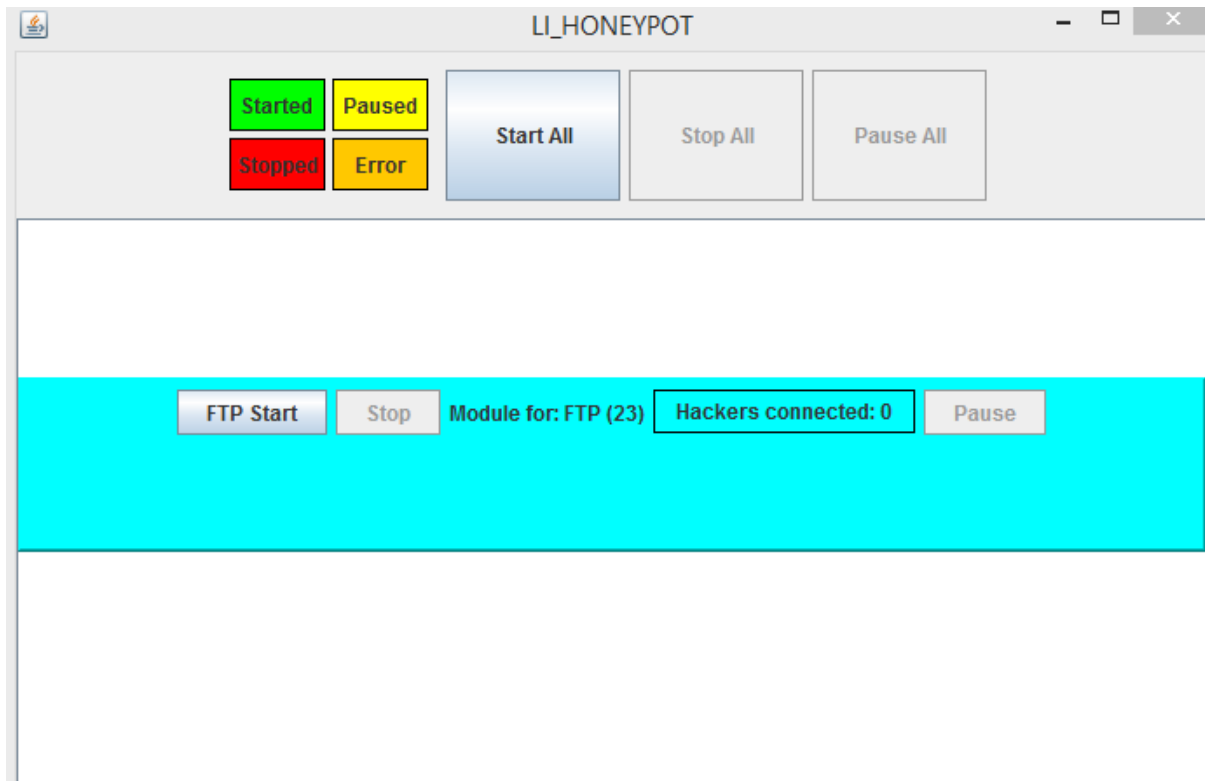 LI_HONEYPOT
Started Paused
Start All Stop All Pause All
Stopped Error
FTP Start Stop Module for: FTP (23) Hackers connected: 0 Pause